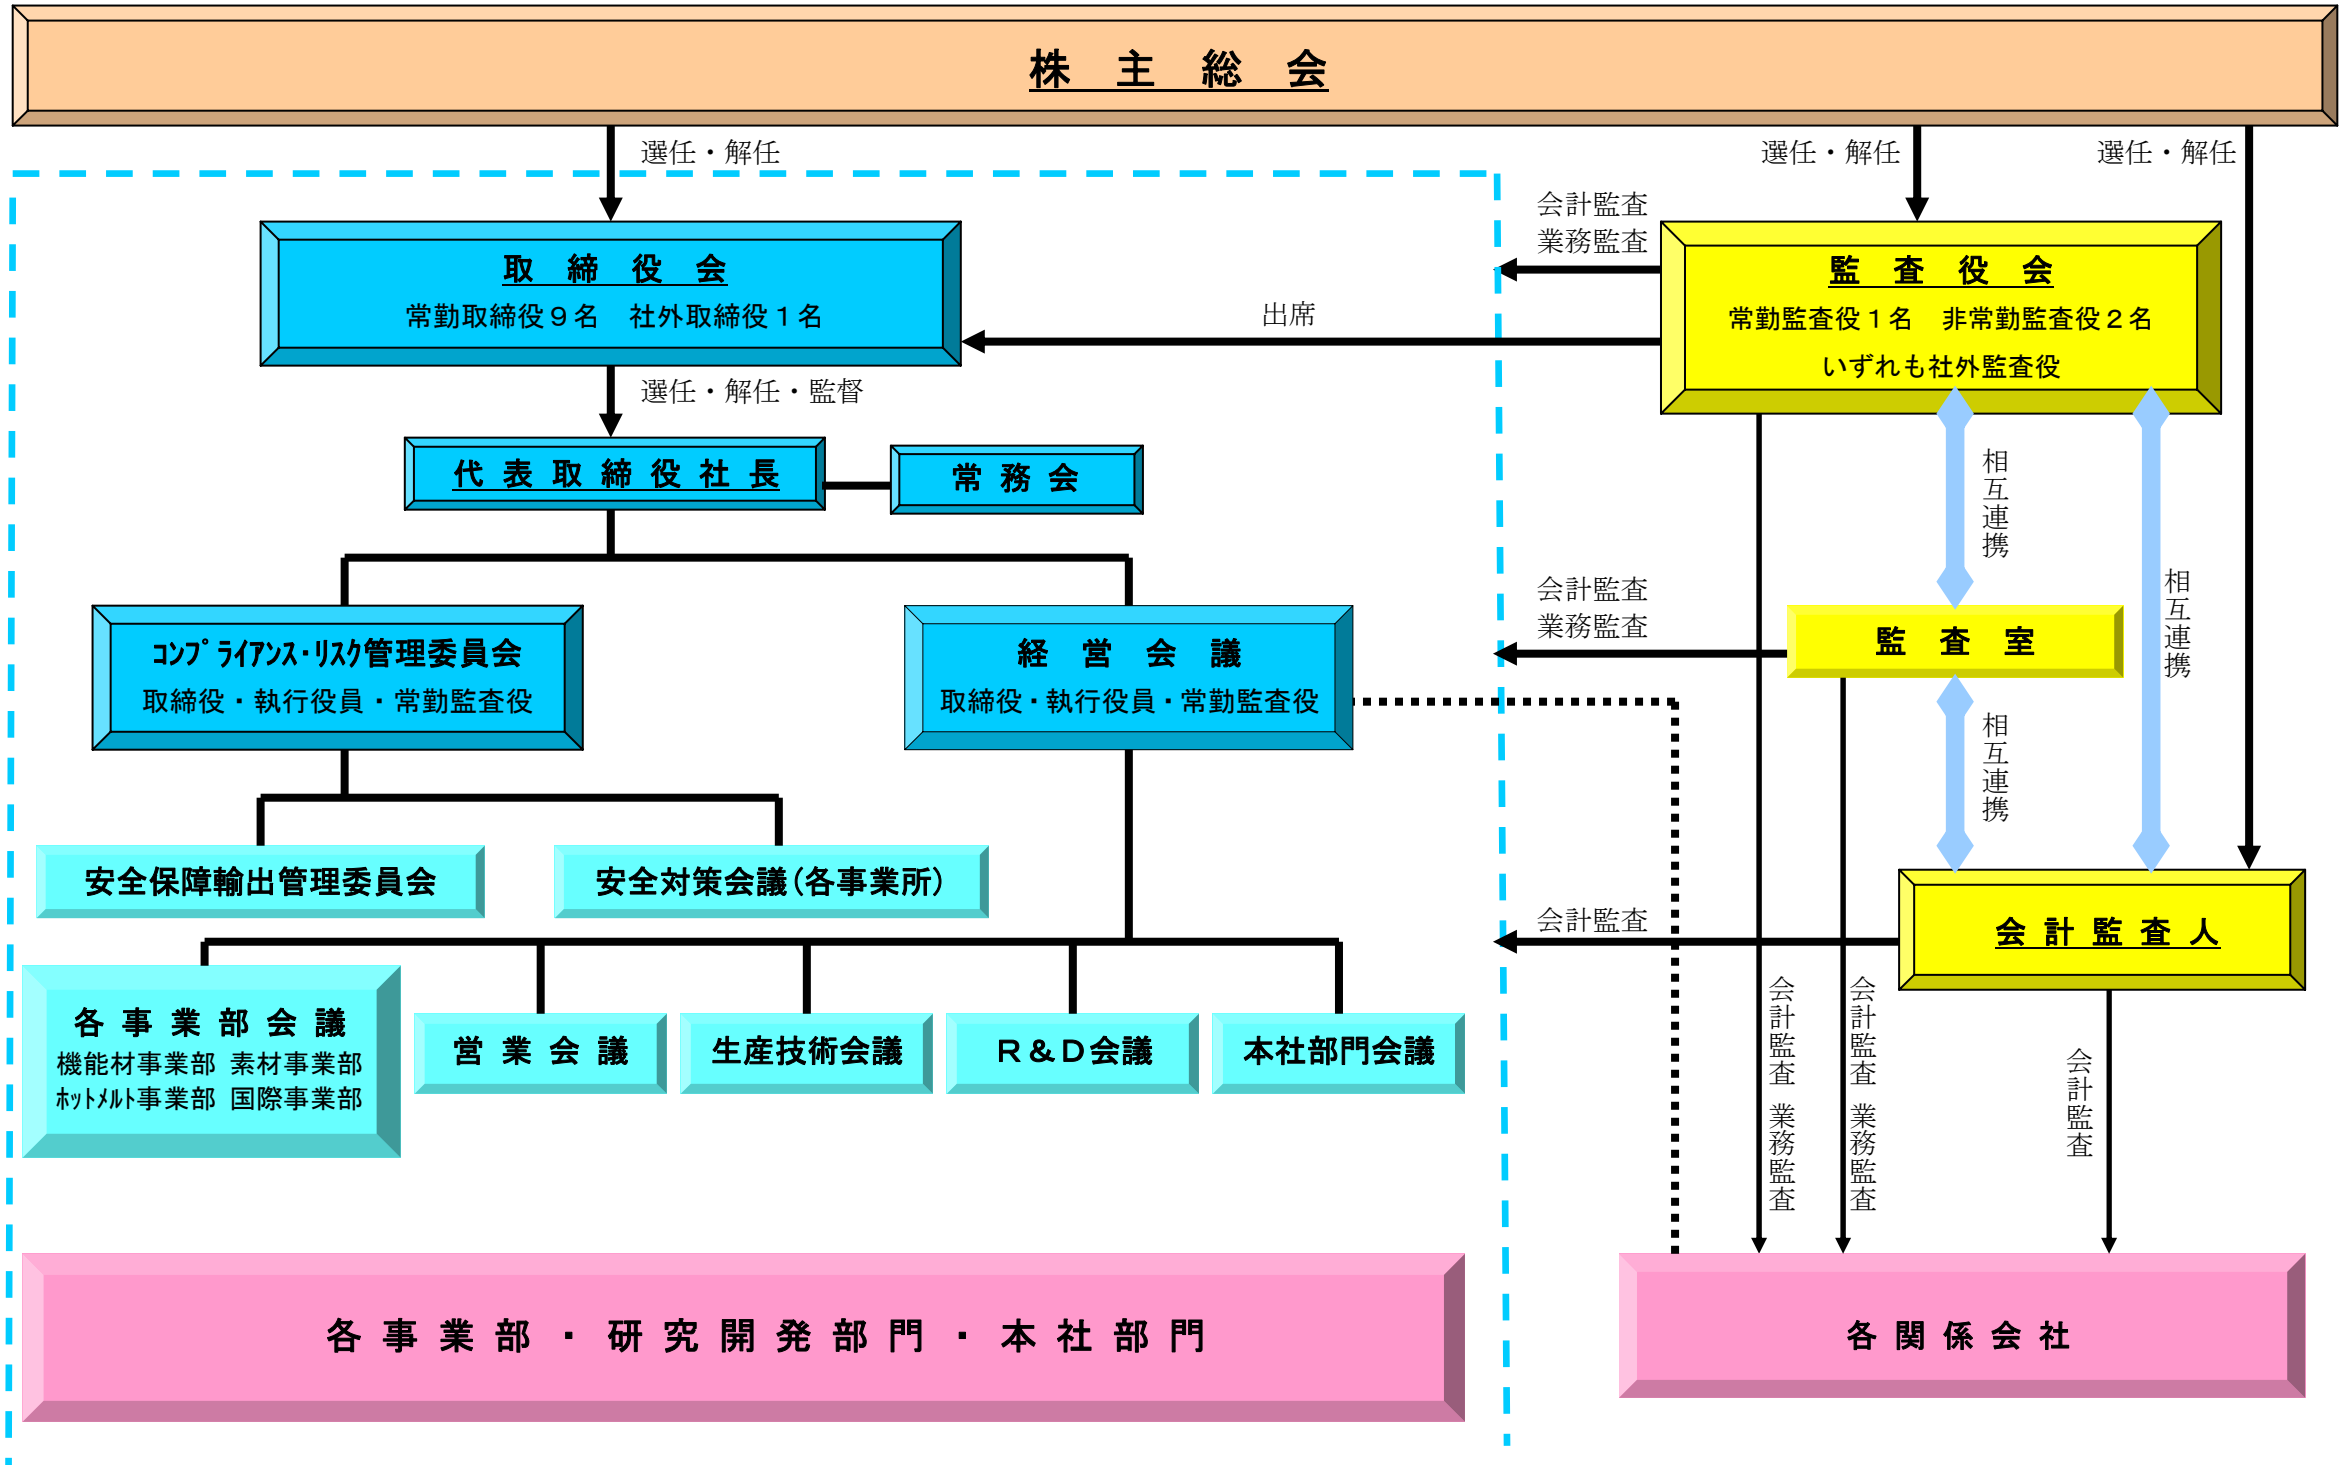 株　主　総　会
選任・解任
選任・解任
選任・解任
取　締　役　会
常勤取締役９名　社外取締役１名
会計監査
業務監査
監　査　役　会
常勤監査役１名　非常勤監査役２名
いずれも社外監査役
出席
選任・解任・監督
代 表 取 締 役 社 長
常 務 会
相互連携
相互連携
会計監査
業務監査
監　査　室
ｺﾝﾌﾟﾗｲｱﾝｽ・ﾘｽｸ管理委員会
取締役・執行役員・常勤監査役
経　営　会　議
取締役・執行役員・常勤監査役
相互連携
安全保障輸出管理委員会
安全対策会議（各事業所）
会計監査
会 計 監 査 人
各 事 業 部 会 議
機能材事業部 素材事業部
ﾎｯﾄﾒﾙﾄ事業部 国際事業部
営 業 会 議
生産技術会議
Ｒ＆Ｄ会議
本社部門会議
会計監査 業務監査
会計監査 業務監査
会計監査
各 事 業 部 ・ 研 究 開 発 部 門 ・ 本 社 部 門
各 関 係 会 社